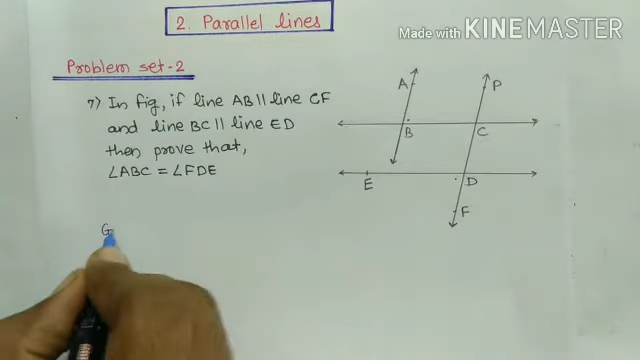 2. Parallel lines
Made with KINEMASTER
Problem set-2
7) In fig, if line AB || line CF
and line BC || line ED
then prove that,
∠ABC = ∠FDE
A
P
B
C
E
D
F
G